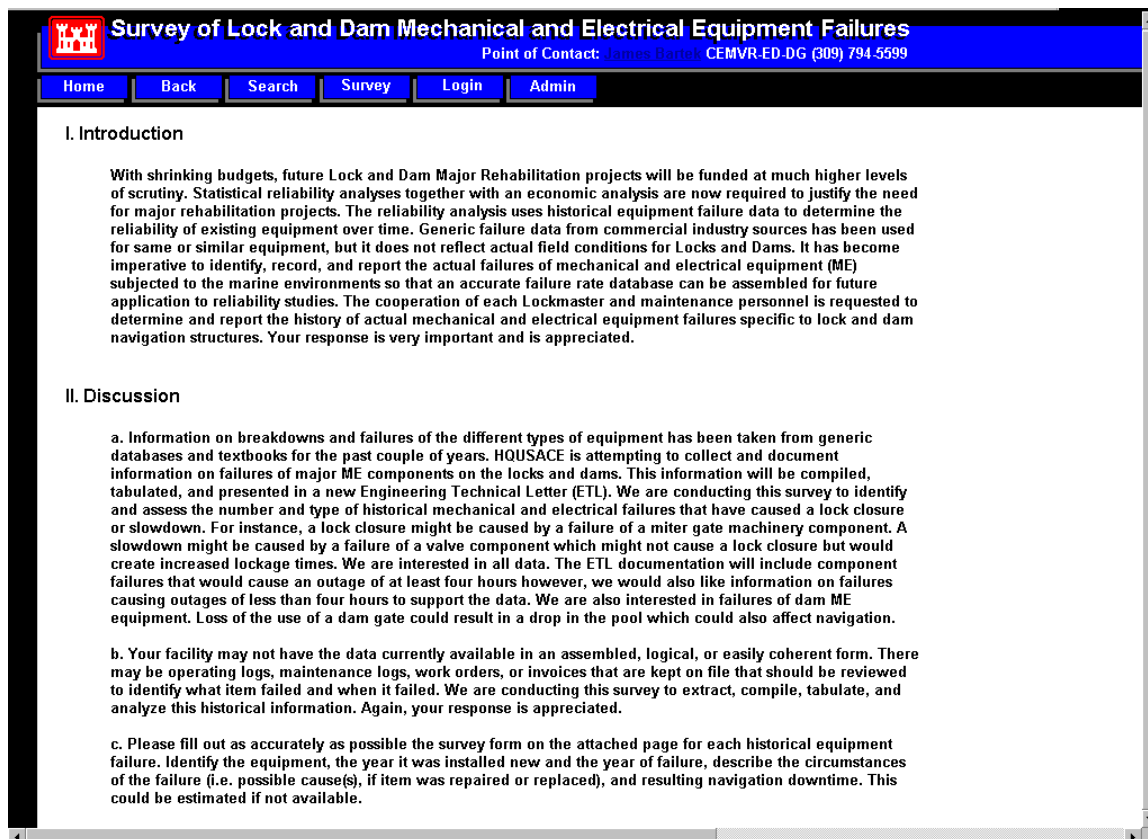 Survey of Lock and Dam Mechanical and Electrical Equipment Failures
Point of Contact: James Bartek CEMVR-ED-DG (309) 794-5599
Home Back Search Survey Login Admin
I. Introduction
With shrinking budgets, future Lock and Dam Major Rehabilitation projects will be funded at much higher levels
of scrutiny. Statistical reliability analyses together with an economic analysis are now required to justify the need
for major rehabilitation projects. The reliability analysis uses historical equipment failure data to determine the
reliability of existing equipment over time. Generic failure data from commercial industry sources has been used
for same or similar equipment, but it does not reflect actual field conditions for Locks and Dams. It has become
imperative to identify, record, and report the actual failures of mechanical and electrical equipment (ME)
subjected to the marine environments so that an accurate failure rate database can be assembled for future
application to reliability studies. The cooperation of each Lockmaster and maintenance personnel is requested to
determine and report the history of actual mechanical and electrical equipment failures specific to lock and dam
navigation structures. Your response is very important and is appreciated.
II. Discussion
a. Information on breakdowns and failures of the different types of equipment has been taken from generic
databases and textbooks for the past couple of years. HQUSACE is attempting to collect and document
information on failures of major ME components on the locks and dams. This information will be compiled,
tabulated, and presented in a new Engineering Technical Letter (ETL). We are conducting this survey to identify
and assess the number and type of historical mechanical and electrical failures that have caused a lock closure
or slowdown. For instance, a lock closure might be caused by a failure of a miter gate machinery component. A
slowdown might be caused by a failure of a valve component which might not cause a lock closure but would
create increased lockage times. We are interested in all data. The ETL documentation will include component
failures that would cause an outage of at least four hours however, we would also like information on failures
causing outages of less than four hours to support the data. We are also interested in failures of dam ME
equipment. Loss of the use of a dam gate could result in a drop in the pool which could also affect navigation.
b. Your facility may not have the data currently available in an assembled, logical, or easily coherent form. There
may be operating logs, maintenance logs, work orders, or invoices that are kept on file that should be reviewed
to identify what item failed and when it failed. We are conducting this survey to extract, compile, tabulate, and
analyze this historical information. Again, your response is appreciated.
c. Please fill out as accurately as possible the survey form on the attached page for each historical equipment
failure. Identify the equipment, the year it was installed new and the year of failure, describe the circumstances
of the failure (i.e. possible cause(s), if item was repaired or replaced), and resulting navigation downtime. This
could be estimated if not available.